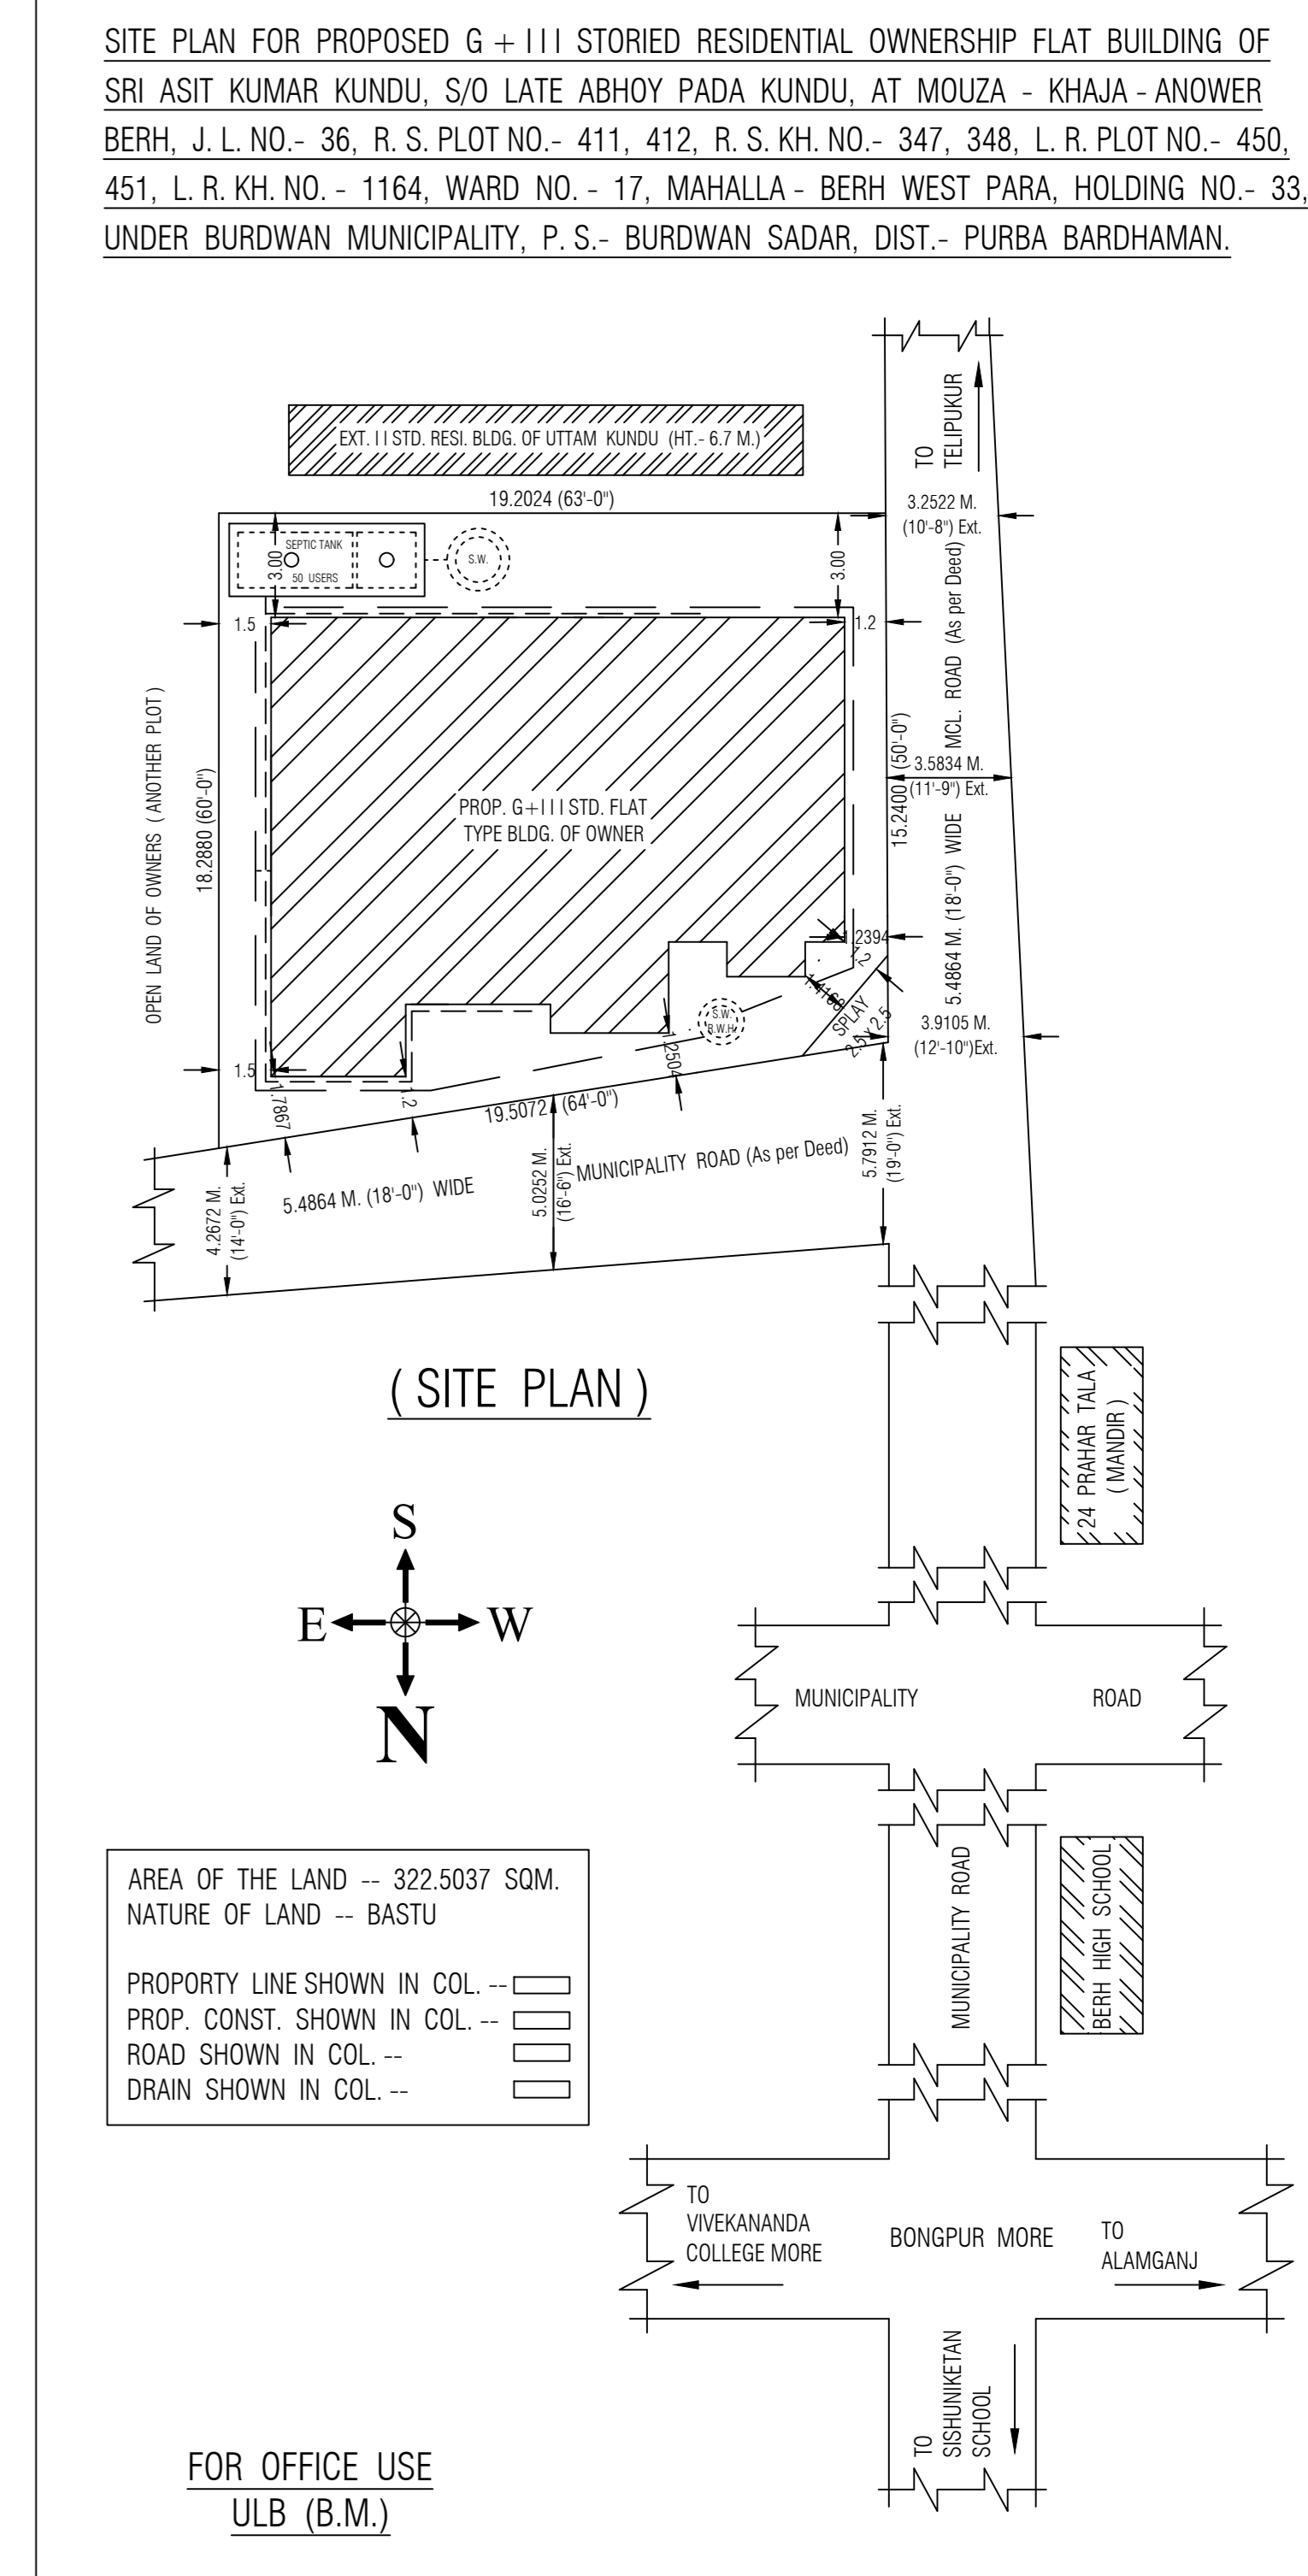 SITE PLAN FOR PROPOSED G + III STORIED RESIDENTIAL OWNERSHIP FLAT BUILDING OF
SRI ASIT KUMAR KUNDU, S/O LATE ABHOY PADA KUNDU, AT MOUZA - KHAJA - ANOWER
BERH, J. L. NO.- 36, R. S. PLOT NO.- 411, 412, R. S. KH. NO.- 347, 348, L. R. PLOT NO.- 450,
451, L. R. KH. NO. - 1164, WARD NO. - 17, MAHALLA - BERH WEST PARA, HOLDING NO.- 33,
UNDER BURDWAN MUNICIPALITY, P. S.- BURDWAN SADAR, DIST.- PURBA BARDHAMAN.
TO
TELIPUKUR
EXT. II STD. RESI. BLDG. OF UTTAM KUNDU (HT.- 6.7 M.)
19.2024 (63'-0")
3.2522 M.
(10'-8") Ext.
SEPTIC TANK
50 USERS
3.00
S.W.
3.00
1.5
1.2
OPEN LAND OF OWNERS ( ANOTHER PLOT )
18.2880 (60'-0")
PROP. G+III STD. FLAT
TYPE BLDG. OF OWNER
15.2400 (50'-0")
3.5834 M.
(11'-9") Ext.
5.4864 M. (18'-0") WIDE MCL. ROAD (As per Deed)
1.2394
1.2
1.4168
SPLAY
2.5 x 2.5
S.W.
R.W.H.
3.9105 M.
(12'-10")Ext.
1.2504
1.5
1.7867
1.2
19.5072 (64'-0")
5.7912 M.
(19'-0") Ext.
5.0252 M.
(16'-6") Ext.
4.2672 M.
(14'-0") Ext.
5.4864 M. (18'-0") WIDE
MUNICIPALITY ROAD (As per Deed)
( SITE PLAN )
24 PRAHAR TALA
( MANDIR )
S
E
W
N
MUNICIPALITY ROAD
AREA OF THE LAND -- 322.5037 SQM.
NATURE OF LAND -- BASTU
PROPORTY LINE SHOWN IN COL. --
PROP. CONST. SHOWN IN COL. --
ROAD SHOWN IN COL. --
DRAIN SHOWN IN COL. --
MUNICIPALITY ROAD
BERH HIGH SCHOOL
TO
VIVEKANANDA
COLLEGE MORE
BONGPUR MORE
TO
ALAMGANJ
TO
SISHUNIKETAN
SCHOOL
FOR OFFICE USE
ULB (B.M.)